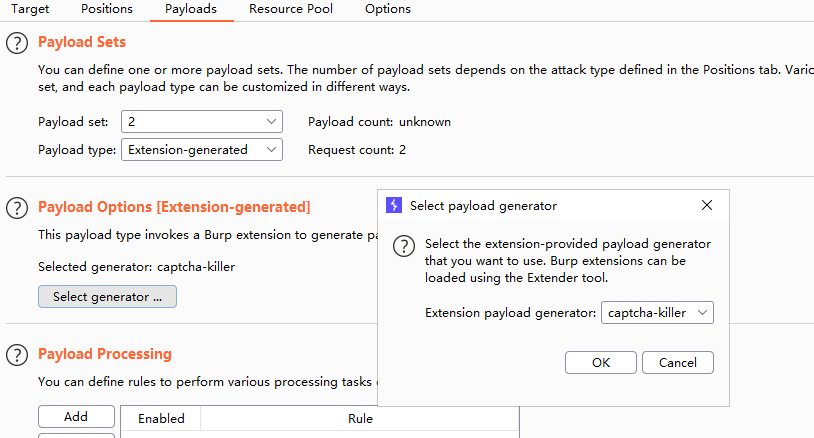 Target Positions Payloads Resource Pool Options
Payload Sets
You can define one or more payload sets. The number of payload sets depends on the attack type defined in the Positions tab.
set, and each payload type can be customized in different ways.
Payload set: 2 Payload count: unknown
Payload type: Extension-generated Request count: 2
Payload Options [Extension-generated]
This payload type invokes a Burp extension to generate
Selected generator: captcha-killer
Select generator ...
Select payload generator
Select the extension-provided payload generator
that you want to use. Burp extensions can be
loaded using the Extender tool.
Extension payload generator: captcha-killer
OK Cancel
Payload Processing
You can define rules to perform various processing tasks
Add Enabled Rule